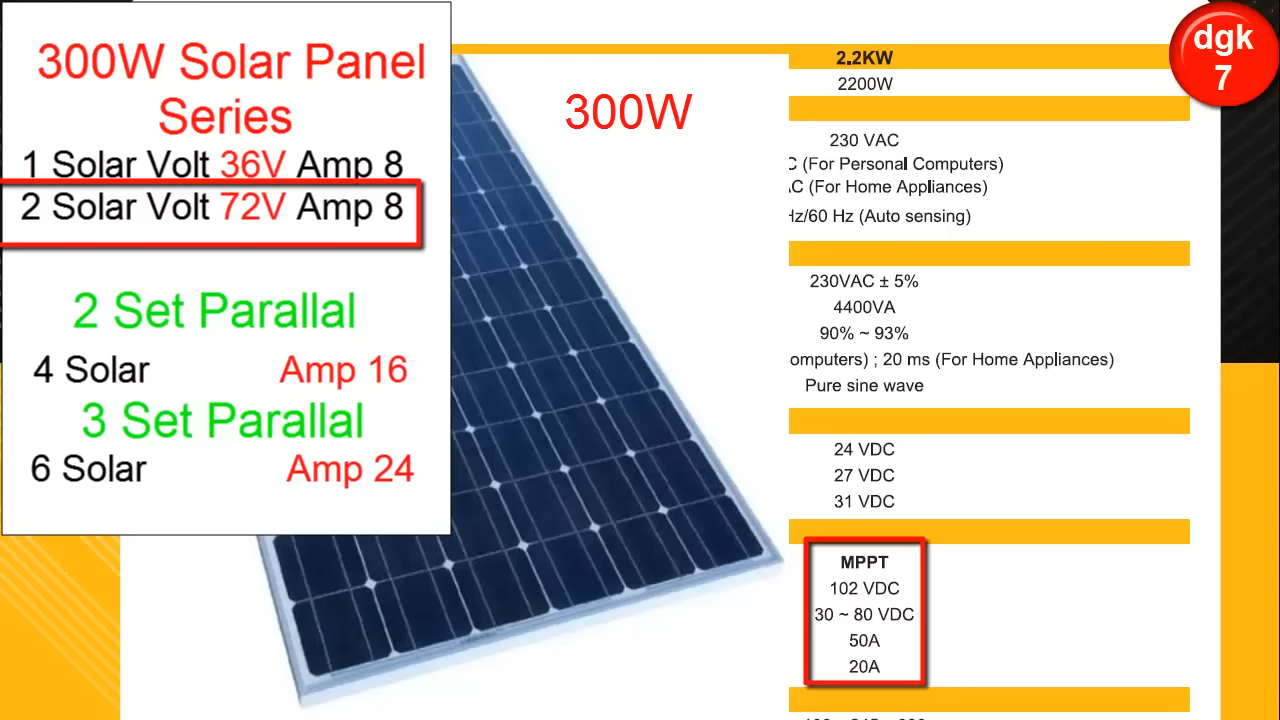 300W Solar Panel
Series
1 Solar Volt 36V Amp 8
2 Solar Volt 72V Amp 8
2 Set Parallal
4 Solar Amp 16
3 Set Parallal
6 Solar Amp 24
300W
dgk
7
2.2KW
2200W
230 VAC
C (For Personal Computers)
AC (For Home Appliances)
Hz/60 Hz (Auto sensing)
230VAC ± 5%
4400VA
90% ~ 93%
omputers) ; 20 ms (For Home Appliances)
Pure sine wave
24 VDC
27 VDC
31 VDC
MPPT
102 VDC
30 ~ 80 VDC
50A
20A